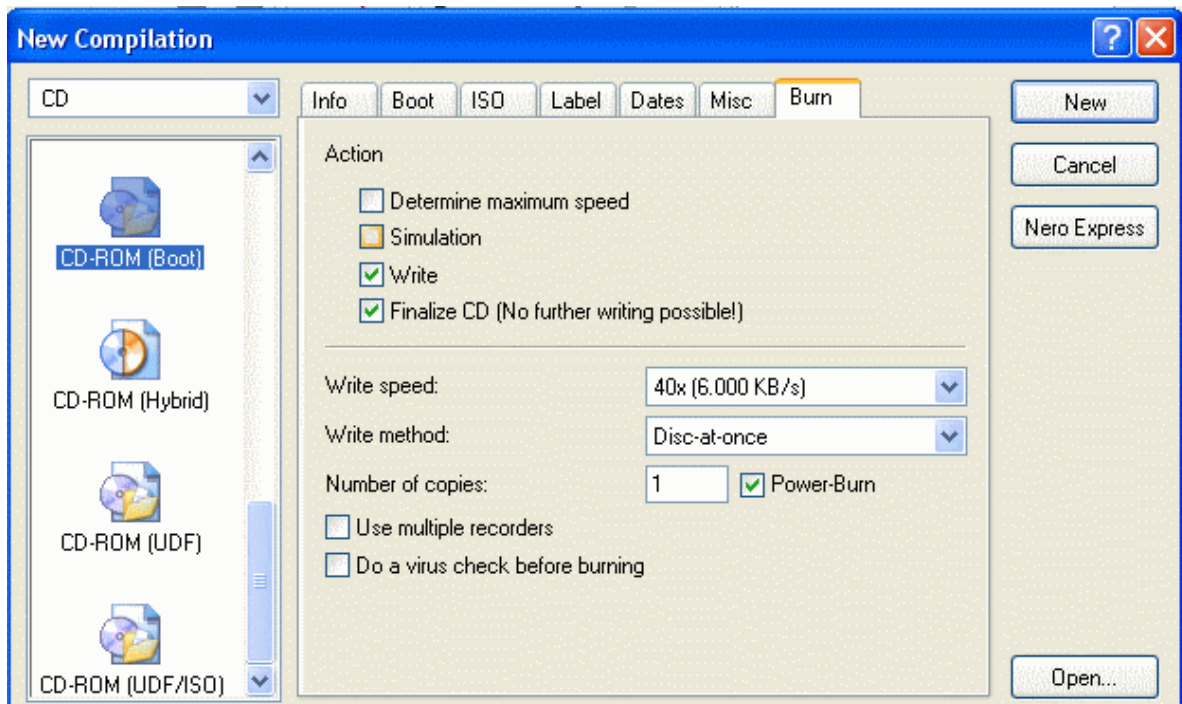 New Compilation
CD
Info Boot ISO Label Dates Misc Burn
New
Cancel
Nero Express
CD-ROM (Boot)
CD-ROM (Hybrid)
CD-ROM (UDF)
CD-ROM (UDF/ISO)
Action
Determine maximum speed
Simulation
Write
Finalize CD (No further writing possible!)
Write speed: 40x (6.000 KB/s)
Write method: Disc-at-once
Number of copies: 1 Power-Burn
Use multiple recorders
Do a virus check before burning
Open...